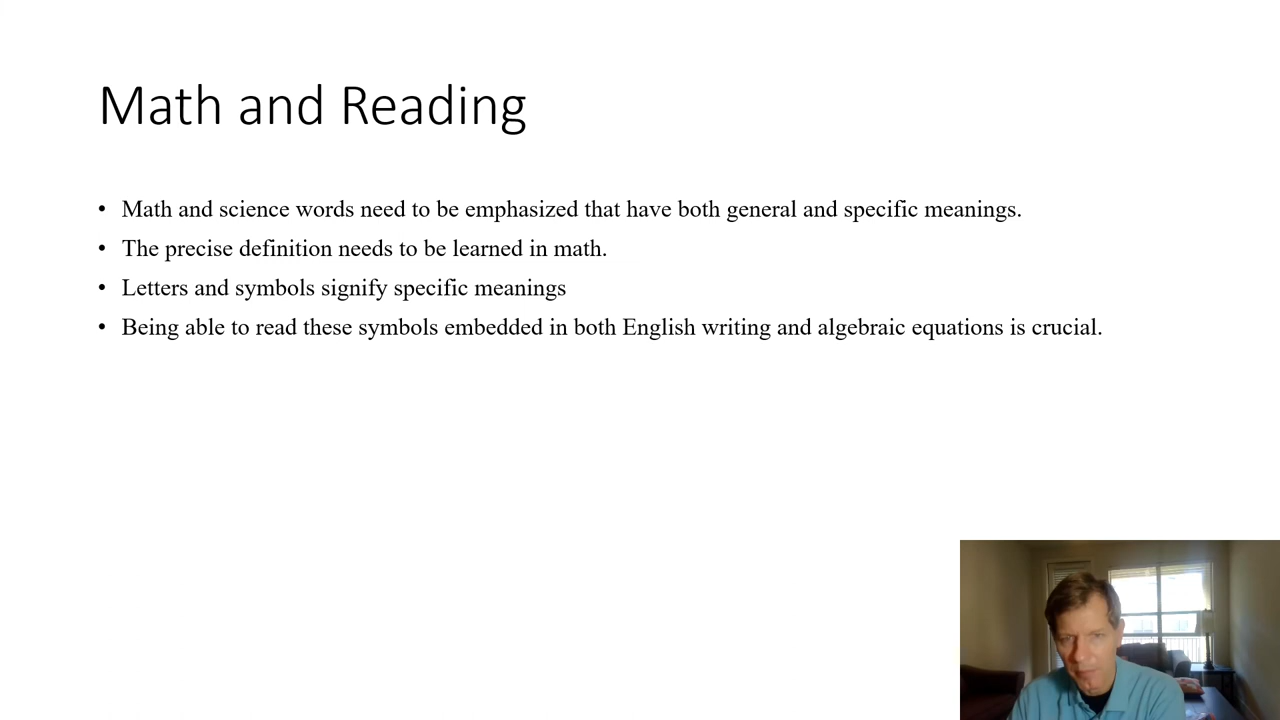 Math and Reading
• Math and science words need to be emphasized that have both general and specific meanings.
• The precise definition needs to be learned in math.
• Letters and symbols signify specific meanings
• Being able to read these symbols embedded in both English writing and algebraic equations is crucial.